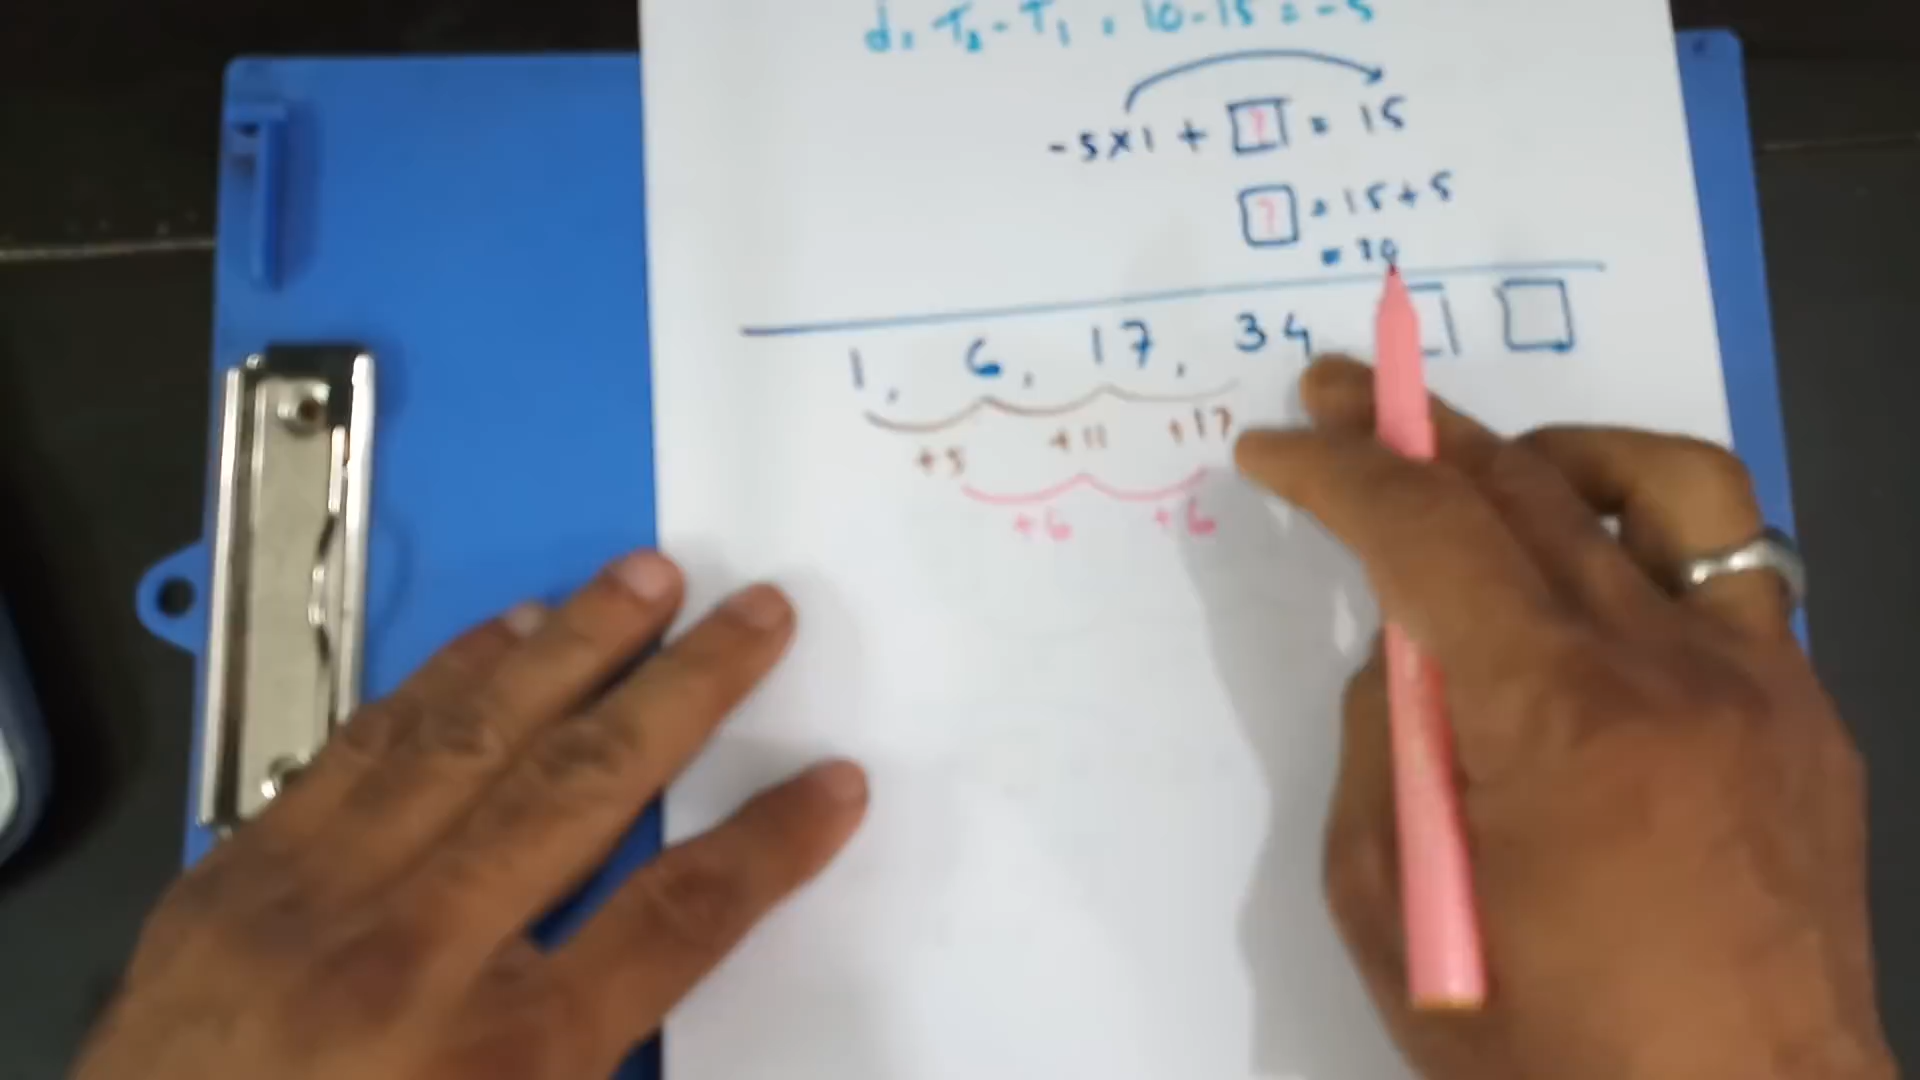 d = T₂ - T₁ = 10 - 15 = -5
-5 × 1 + ? = 15
? = 15 + 5
= 20
1, 6, 17, 34
+5 +11 +17
+6 +6